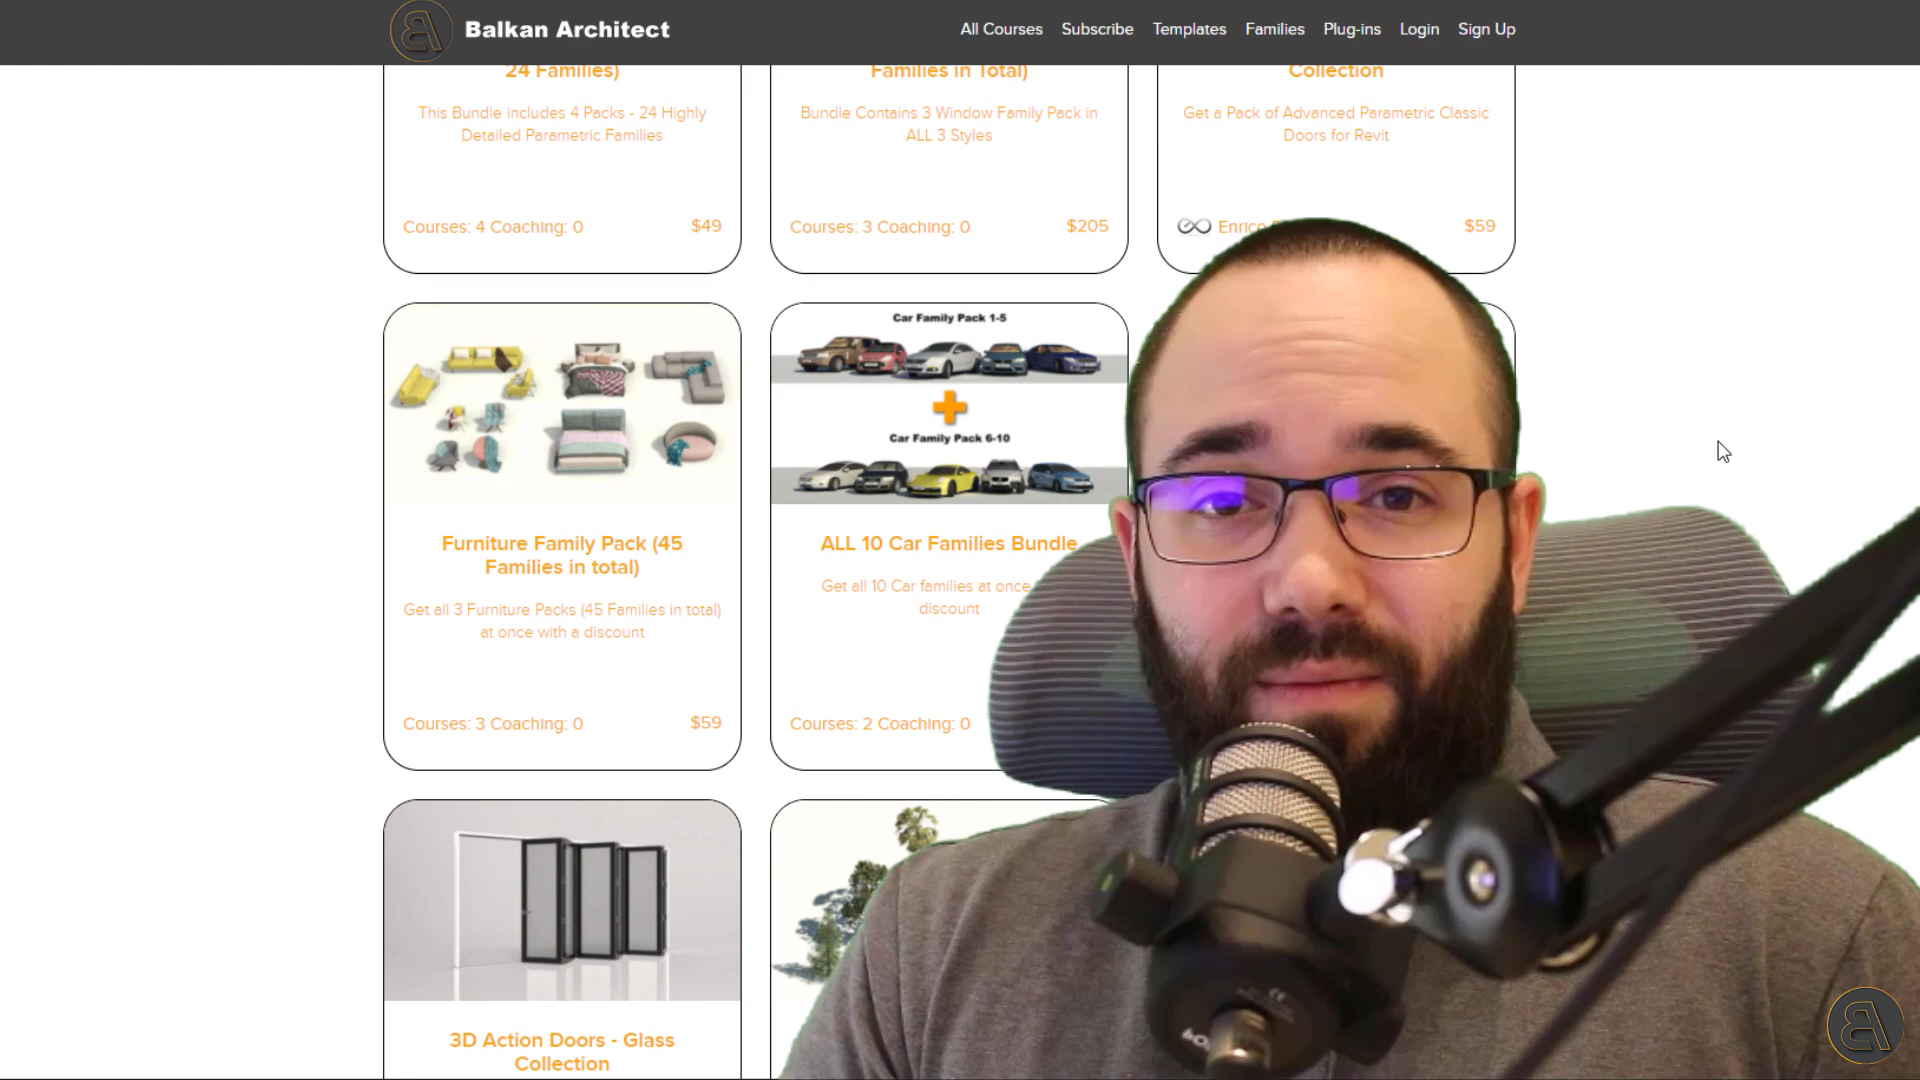 Balkan Architect
All Courses Subscribe Templates Families Plug-ins Login Sign Up
24 Families)
This Bundle includes 4 Packs - 24 Highly
Detailed Parametric Families
Courses: 4 Coaching: 0 $49
Families in Total)
Bundle Contains 3 Window Family Pack in
ALL 3 Styles
Courses: 3 Coaching: 0 $205
Collection
Get a Pack of Advanced Parametric Classic
Doors for Revit
Enrico $59
Furniture Family Pack (45
Families in total)
Get all 3 Furniture Packs (45 Families in total)
at once with a discount
Courses: 3 Coaching: 0 $59
Car Family Pack 1-5
Car Family Pack 6-10
ALL 10 Car Families Bundle
Get all 10 Car families at once
discount
Courses: 2 Coaching: 0
3D Action Doors - Glass
Collection